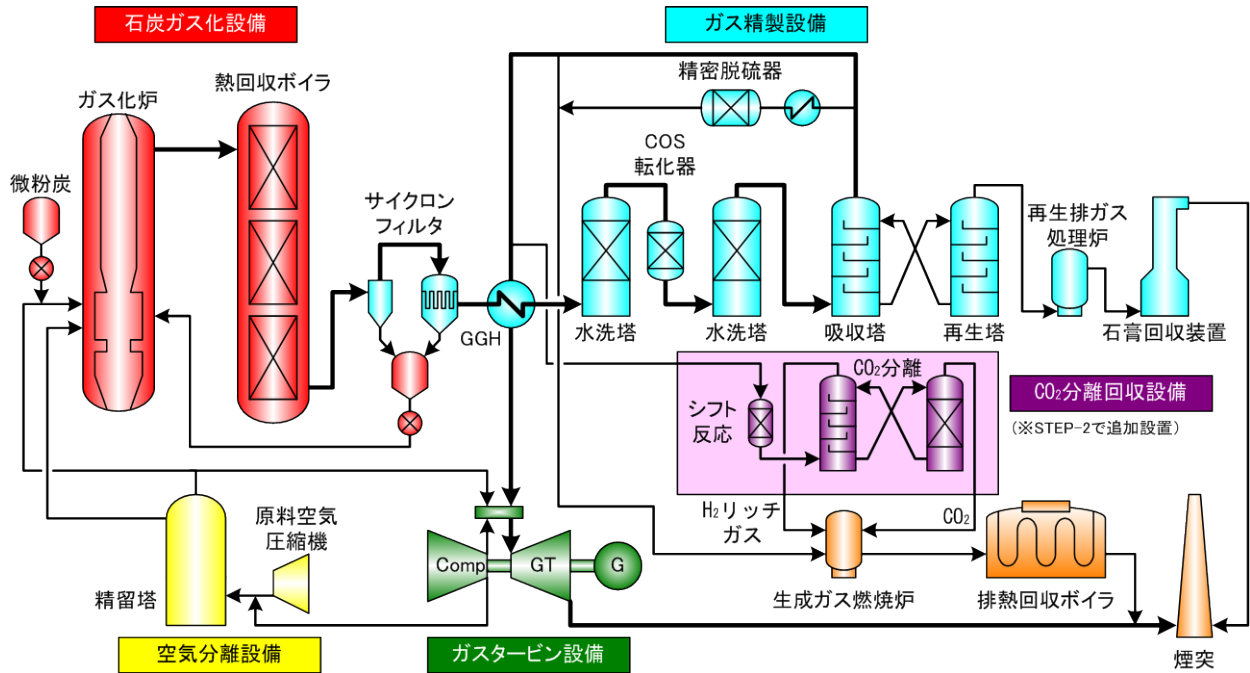 石炭ガス化設備
ガス精製設備
熱回収ボイラ
ガス化炉
精密脱硫器
COS
転化器
微粉炭
サイクロン
フィルタ
再生排ガス
処理炉
GGH
水洗塔
水洗塔
吸収塔
再生塔
石膏回収装置
CO₂分離
シフト
反応
CO₂分離回収設備
(※STEP-2で追加設置)
H₂リッチ
ガス
CO₂
原料空気
圧縮機
精留塔
Comp
GT
G
生成ガス燃焼炉
排熱回収ボイラ
煙突
空気分離設備
ガスタービン設備